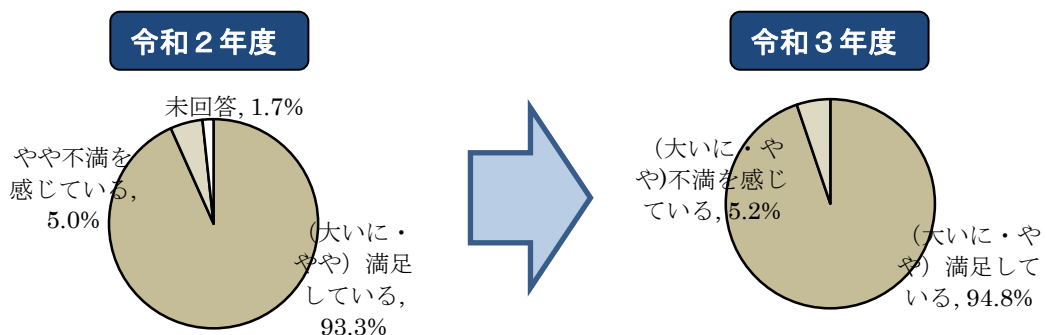 令和２年度
未回答, 1.7%
やや不満を
感じている,
5.0%
（大いに・
やや）満足
している,
93.3%
令和３年度
（大いに・や
や)不満を感じ
ている, 5.2%
（大いに・や
や）満足して
いる, 94.8%